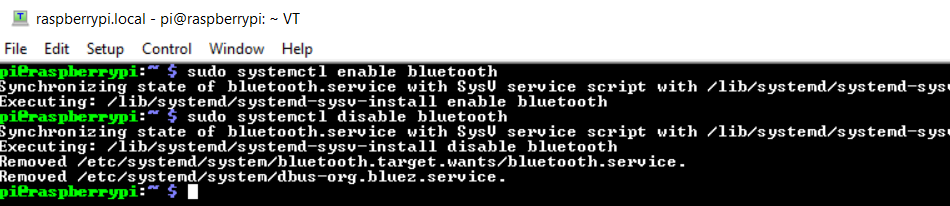 raspberrypi.local - pi@raspberrypi: ~ VT
File Edit Setup Control Window Help
pi@raspberrypi:~ $ sudo systemctl enable bluetooth
Synchronizing state of bluetooth.service with SysV service script with /lib/systemd/systemd-sysv
Executing: /lib/systemd/systemd-sysv-install enable bluetooth
pi@raspberrypi:~ $ sudo systemctl disable bluetooth
Synchronizing state of bluetooth.service with SysV service script with /lib/systemd/systemd-sysv
Executing: /lib/systemd/systemd-sysv-install disable bluetooth
Removed /etc/systemd/system/bluetooth.target.wants/bluetooth.service.
Removed /etc/systemd/system/dbus-org.bluez.service.
pi@raspberrypi:~ $